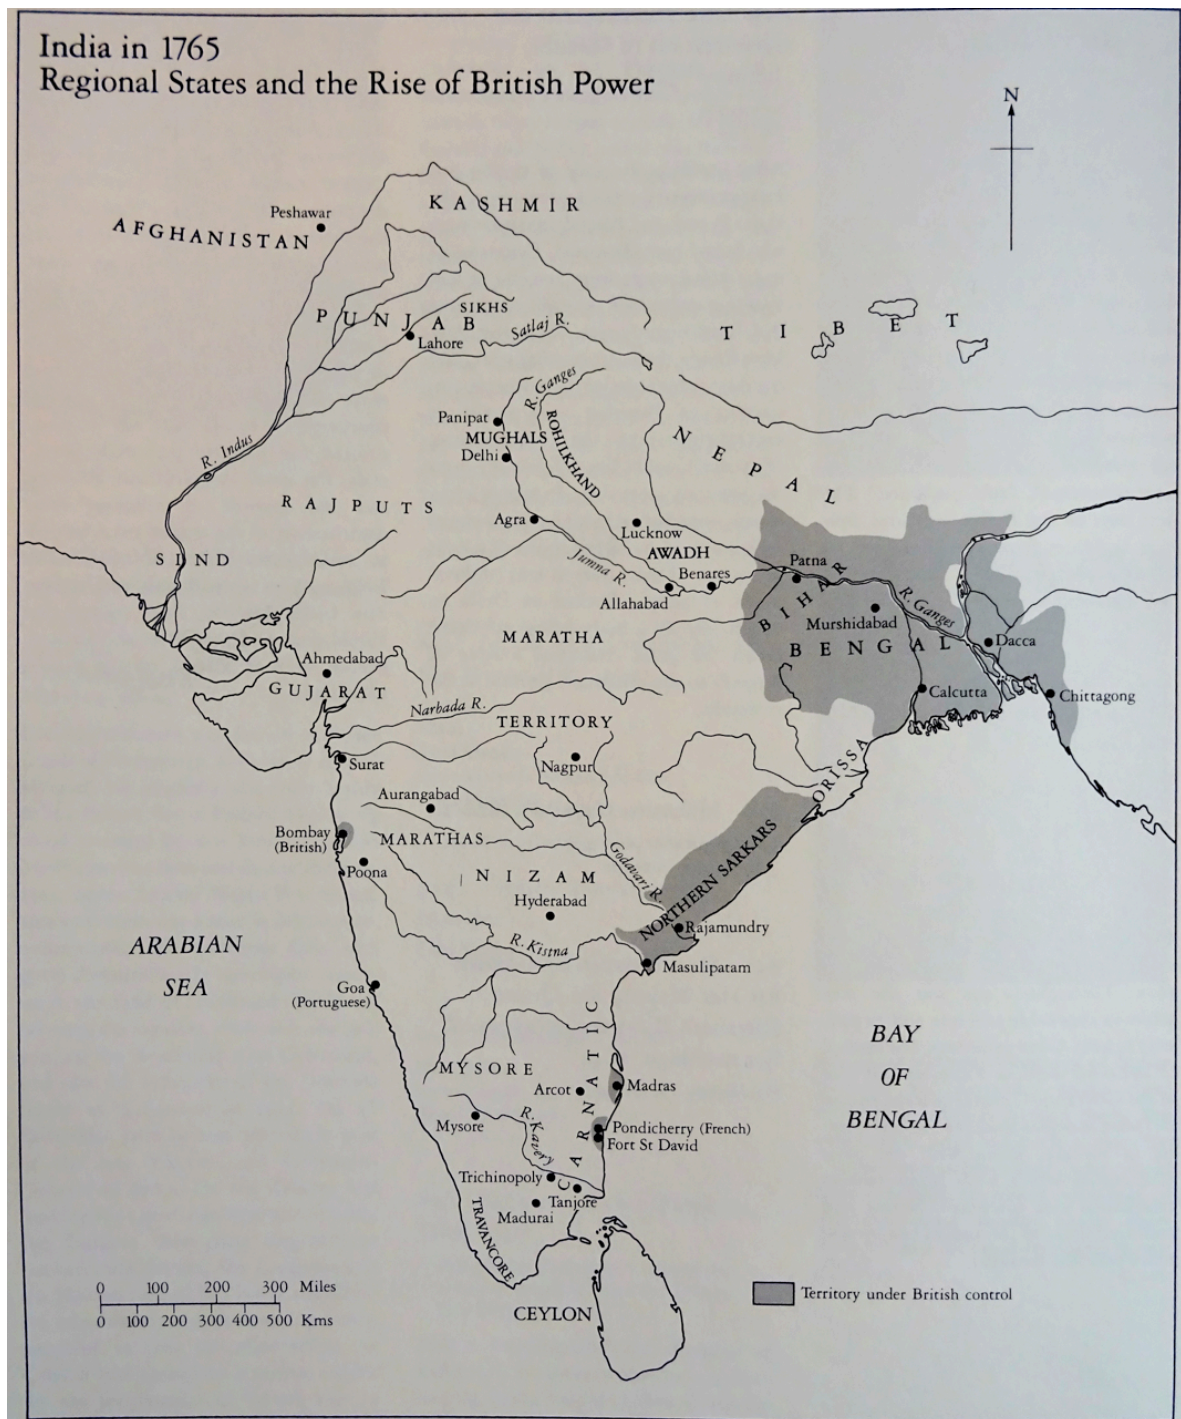 India in 1765
Regional States and the Rise of British Power
N
KASHMIR
Peshawar
AFGHANISTAN
SIKHS
PUNJAB
Lahore
Satlaj R.
TIBET
R. Ganges
Panipat
MUGHALS
Delhi
ROHILKHAND
NEPAL
R. Indus
RAJPUTS
Agra
Lucknow
AWADH
SIND
Jumna R.
Benares
Allahabad
Patna
BIHAR
R. Ganges
Murshidabad
BENGAL
Dacca
MARATHA
Ahmedabad
GUJARAT
Calcutta
Chittagong
Narbada R.
TERRITORY
Surat
Nagpur
ORISSA
Aurangabad
Bombay
(British)
MARATHAS
Poona
Godavari R.
NORTHERN SARKARS
NIZAM
Hyderabad
Rajamundry
R. Kistna
Masulipatam
ARABIAN
SEA
Goa
(Portuguese)
BAY
OF
BENGAL
CARNATIC
MYSORE
Arcot
Madras
Mysore
R. Kavery
Pondicherry (French)
Fort St David
Trichinopoly
Tanjore
Madurai
TRAVANCORE
CEYLON
0 100 200 300 Miles
0 100 200 300 400 500 Kms
Territory under British control